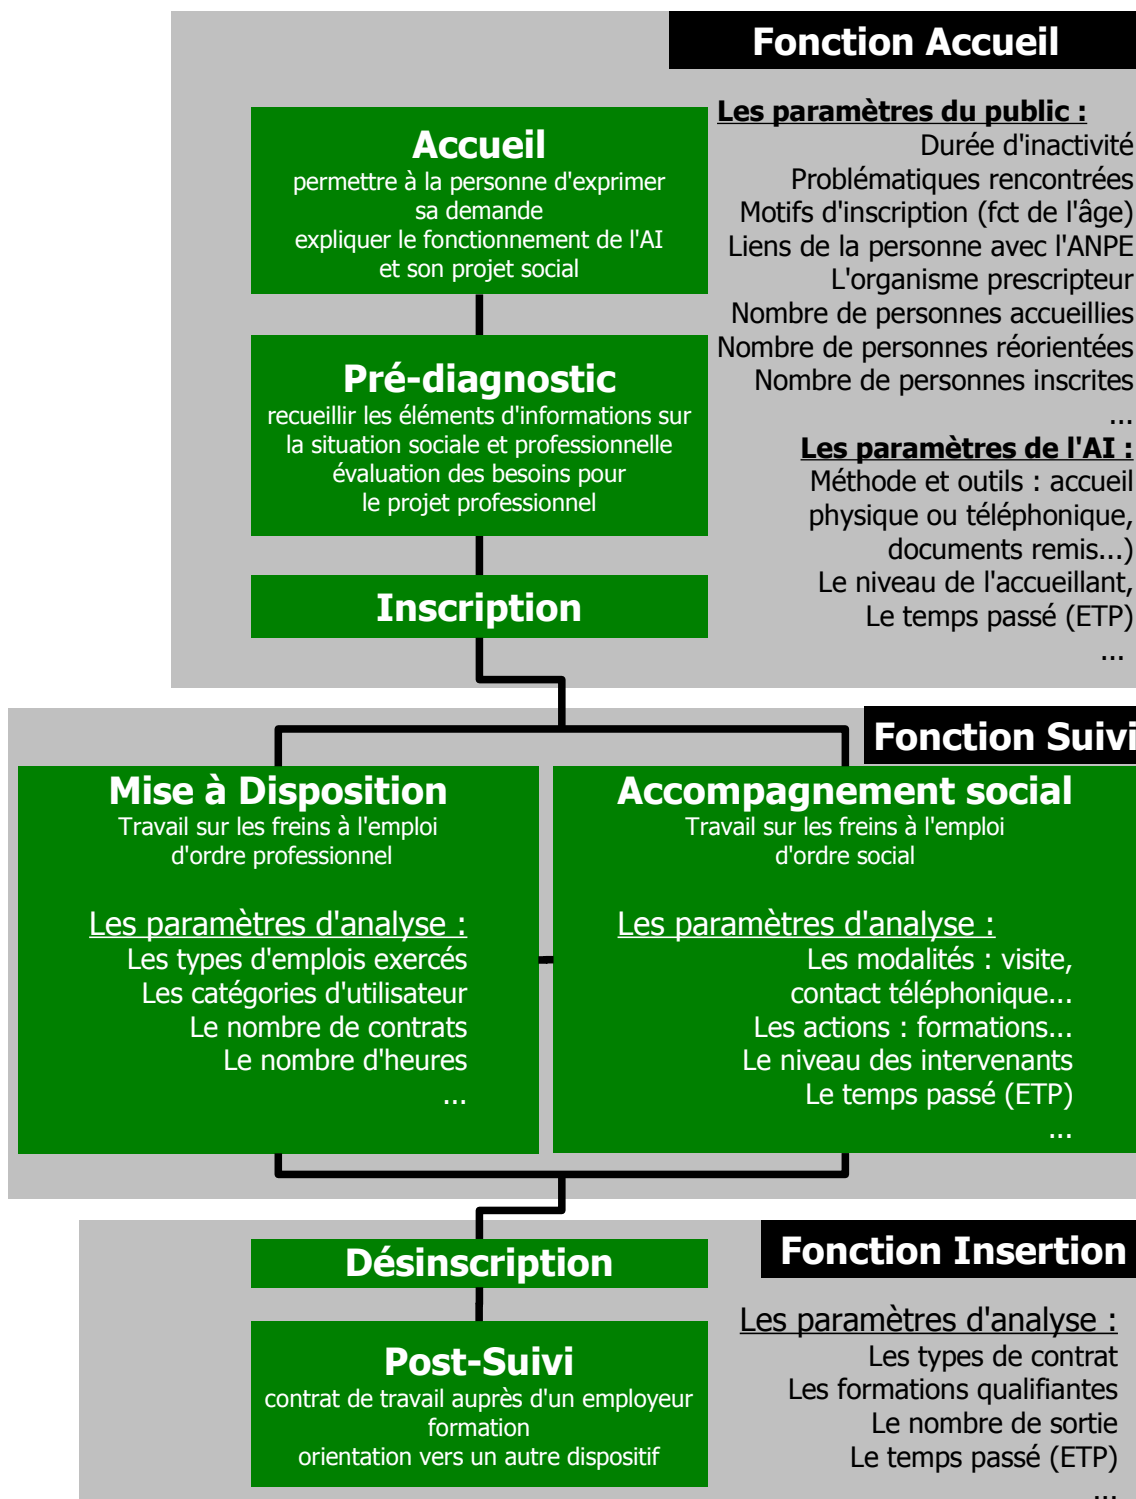 Fonction Accueil
Accueil
permettre à la personne d'exprimer
sa demande
expliquer le fonctionnement de l'AI
et son projet social
Pré-diagnostic
recueillir les éléments d'informations sur
la situation sociale et professionnelle
évaluation des besoins pour
le projet professionnel
Inscription
Les paramètres du public :
Durée d'inactivité
Problématiques rencontrées
Motifs d'inscription (fct de l'âge)
Liens de la personne avec l'ANPE
L'organisme prescripteur
Nombre de personnes accueillies
Nombre de personnes réorientées
Nombre de personnes inscrites
...
Les paramètres de l'AI :
Méthode et outils : accueil
physique ou téléphonique,
documents remis...)
Le niveau de l'accueillant,
Le temps passé (ETP)
...
Fonction Suivi
Mise à Disposition
Travail sur les freins à l'emploi
d'ordre professionnel
Les paramètres d'analyse :
Les types d'emplois exercés
Les catégories d'utilisateur
Le nombre de contrats
Le nombre d'heures
...
Accompagnement social
Travail sur les freins à l'emploi
d'ordre social
Les paramètres d'analyse :
Les modalités : visite,
contact téléphonique...
Les actions : formations...
Le niveau des intervenants
Le temps passé (ETP)
...
Fonction Insertion
Désinscription
Post-Suivi
contrat de travail auprès d'un employeur
formation
orientation vers un autre dispositif
Les paramètres d'analyse :
Les types de contrat
Les formations qualifiantes
Le nombre de sortie
Le temps passé (ETP)
...